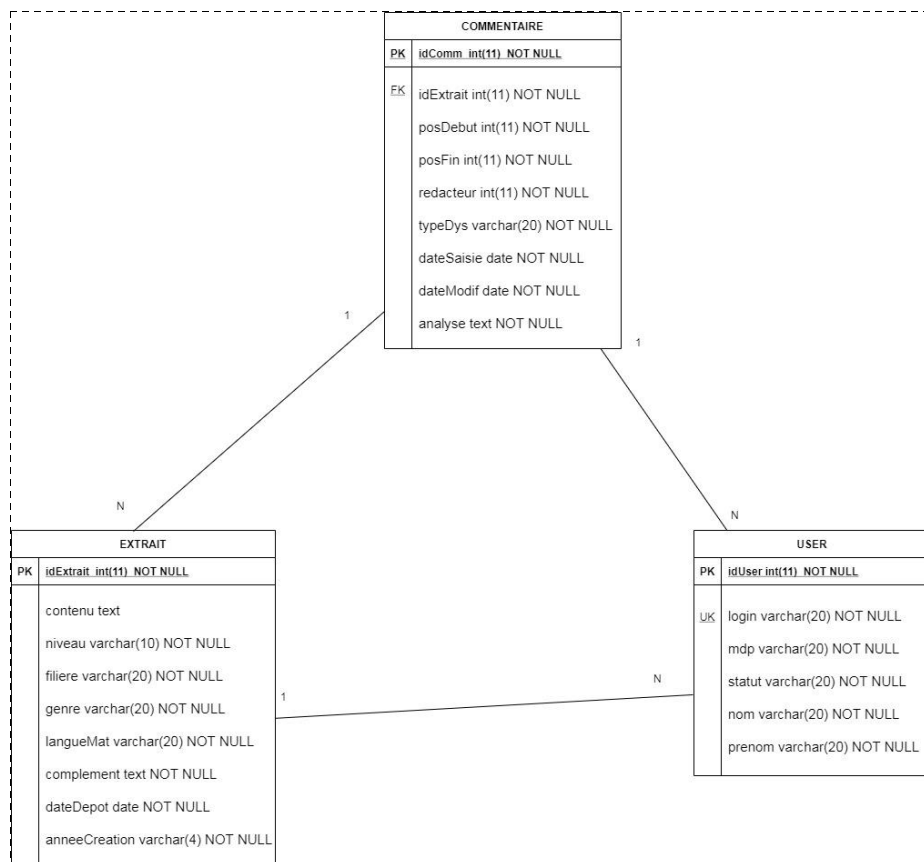 COMMENTAIRE
PK idComm int(11) NOT NULL
FK idExtrait int(11) NOT NULL
posDebut int(11) NOT NULL
posFin int(11) NOT NULL
redacteur int(11) NOT NULL
typeDys varchar(20) NOT NULL
dateSaisie date NOT NULL
dateModif date NOT NULL
analyse text NOT NULL
1
1
N
N
EXTRAIT
PK idExtrait int(11) NOT NULL
contenu text
niveau varchar(10) NOT NULL
filiere varchar(20) NOT NULL
genre varchar(20) NOT NULL
langueMat varchar(20) NOT NULL
complement text NOT NULL
dateDepot date NOT NULL
anneeCreation varchar(4) NOT NULL
1
N
USER
PK idUser int(11) NOT NULL
UK login varchar(20) NOT NULL
mdp varchar(20) NOT NULL
statut varchar(20) NOT NULL
nom varchar(20) NOT NULL
prenom varchar(20) NOT NULL